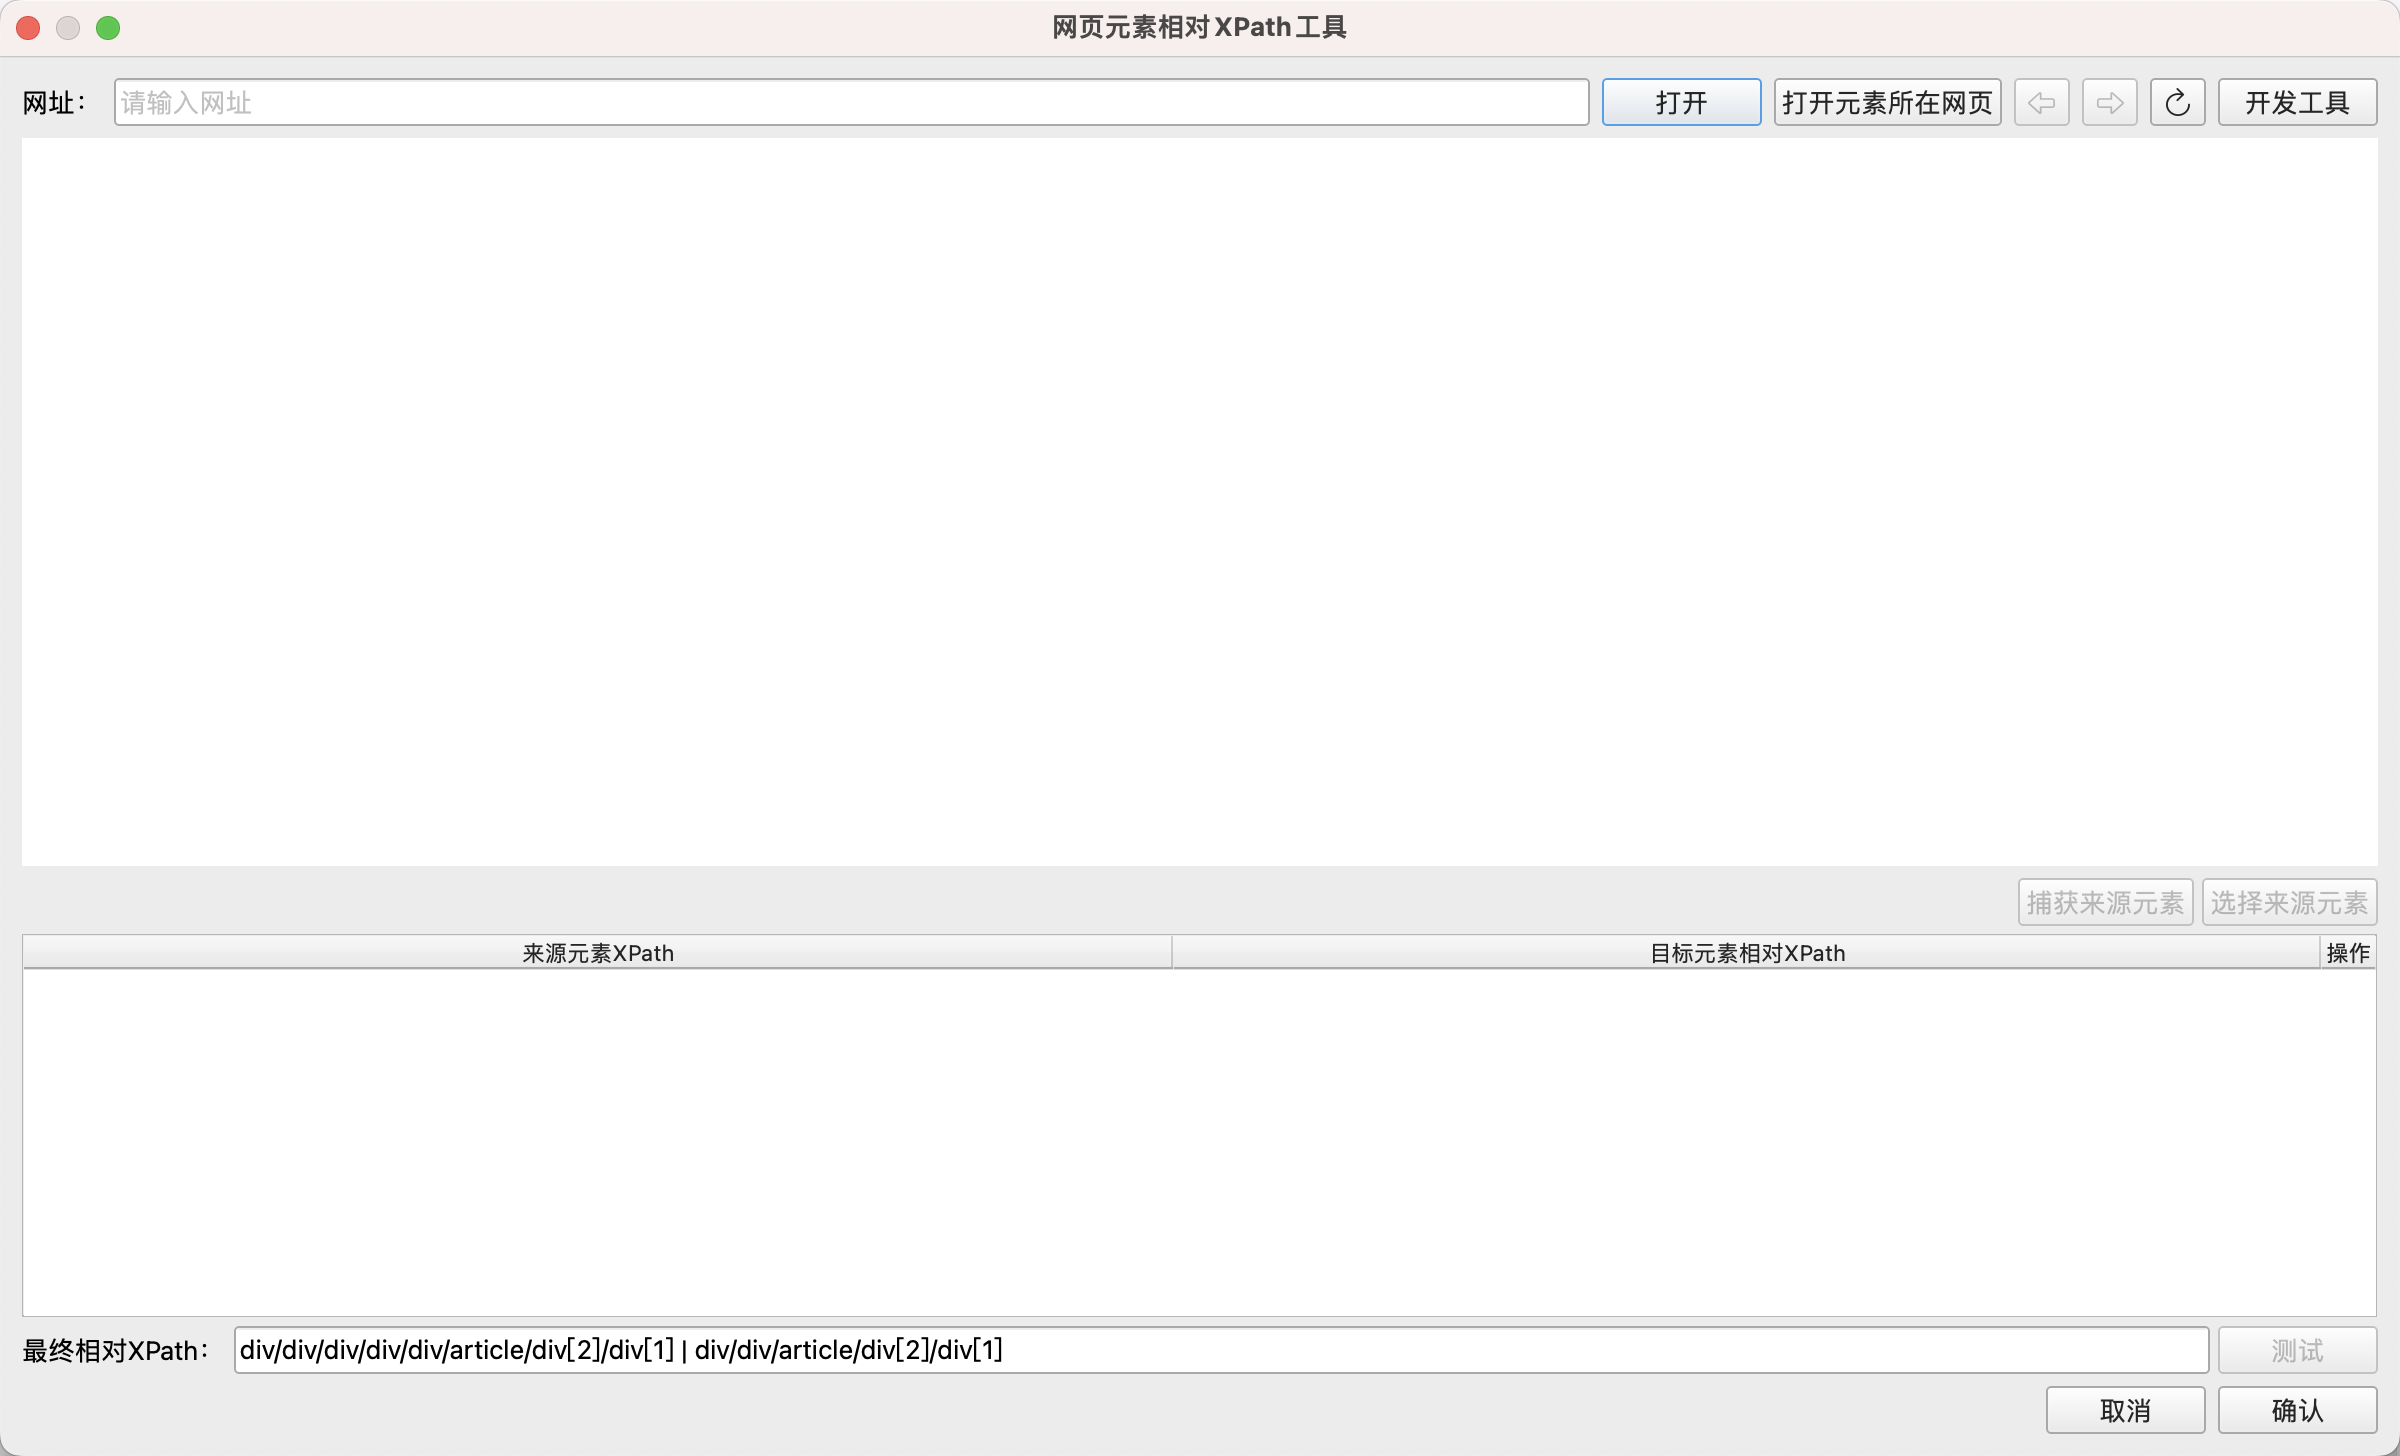 网页元素相对XPath工具
网址： 请输入网址 打开 打开元素所在网页 开发工具
捕获来源元素 选择来源元素
来源元素XPath 目标元素相对XPath 操作
最终相对XPath： div/div/div/div/div/article/div[2]/div[1] | div/div/article/div[2]/div[1] 测试
取消 确认